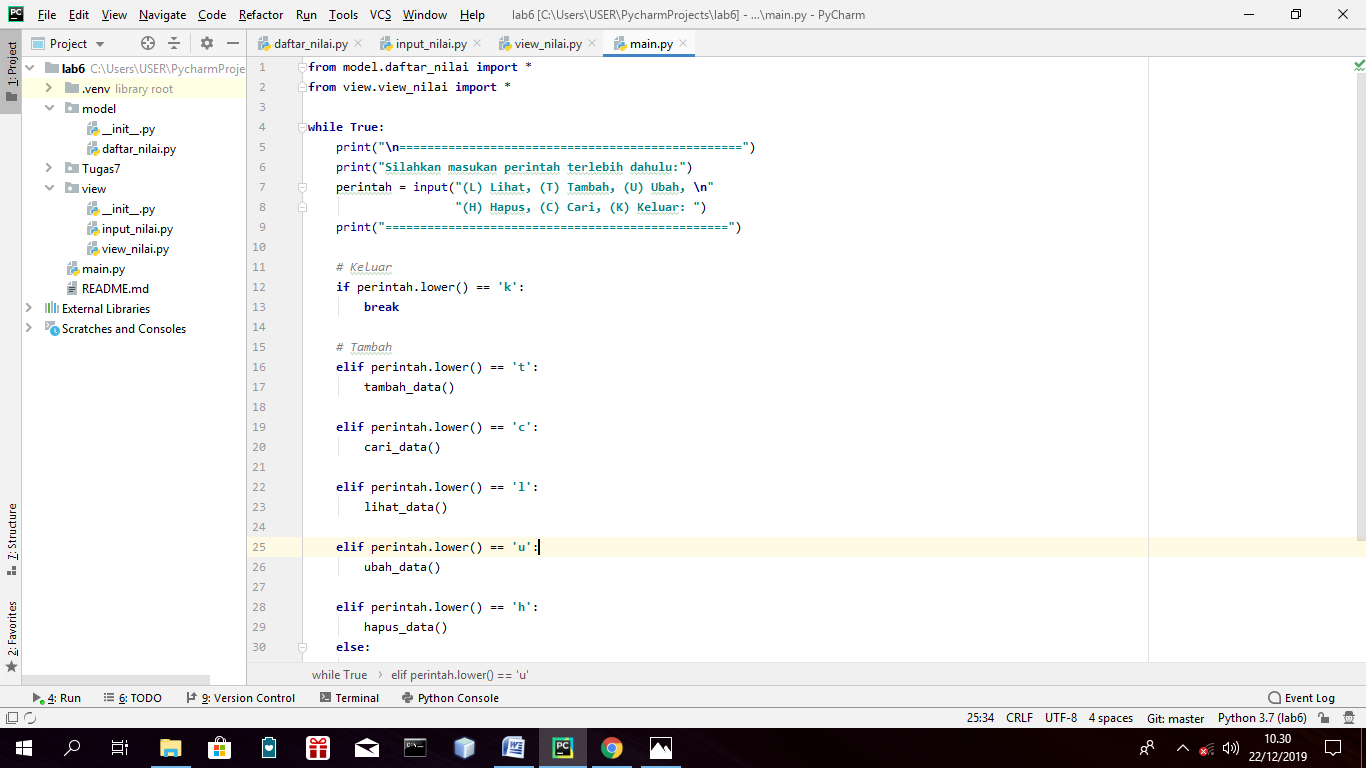 File Edit View Navigate Code Refactor Run Tools VCS Window Help lab6 [C:\Users\USER\PycharmProjects\lab6] - ...\main.py - PyCharm
Project
daftar_nilai.py input_nilai.py view_nilai.py main.py
1: Project
lab6 C:\Users\USER\PycharmProje
.venv library root
model
__init__.py
daftar_nilai.py
Tugas7
view
__init__.py
input_nilai.py
view_nilai.py
main.py
README.md
External Libraries
Scratches and Consoles
7: Structure
2: Favorites
1 from model.daftar_nilai import *
2 from view.view_nilai import *
3
4 while True:
5 print("\n=================================================")
6 print("Silahkan masukan perintah terlebih dahulu:")
7 perintah = input("(L) Lihat, (T) Tambah, (U) Ubah, \n"
8 "(H) Hapus, (C) Cari, (K) Keluar: ")
9 print("=================================================")
10
11 # Keluar
12 if perintah.lower() == 'k':
13 break
14
15 # Tambah
16 elif perintah.lower() == 't':
17 tambah_data()
18
19 elif perintah.lower() == 'c':
20 cari_data()
21
22 elif perintah.lower() == 'l':
23 lihat_data()
24
25 elif perintah.lower() == 'u':
26 ubah_data()
27
28 elif perintah.lower() == 'h':
29 hapus_data()
30 else:
while True › elif perintah.lower() == 'u'
4: Run 6: TODO 9: Version Control Terminal Python Console Event Log
25:34 CRLF UTF-8 4 spaces Git: master Python 3.7 (lab6)
10.30
22/12/2019